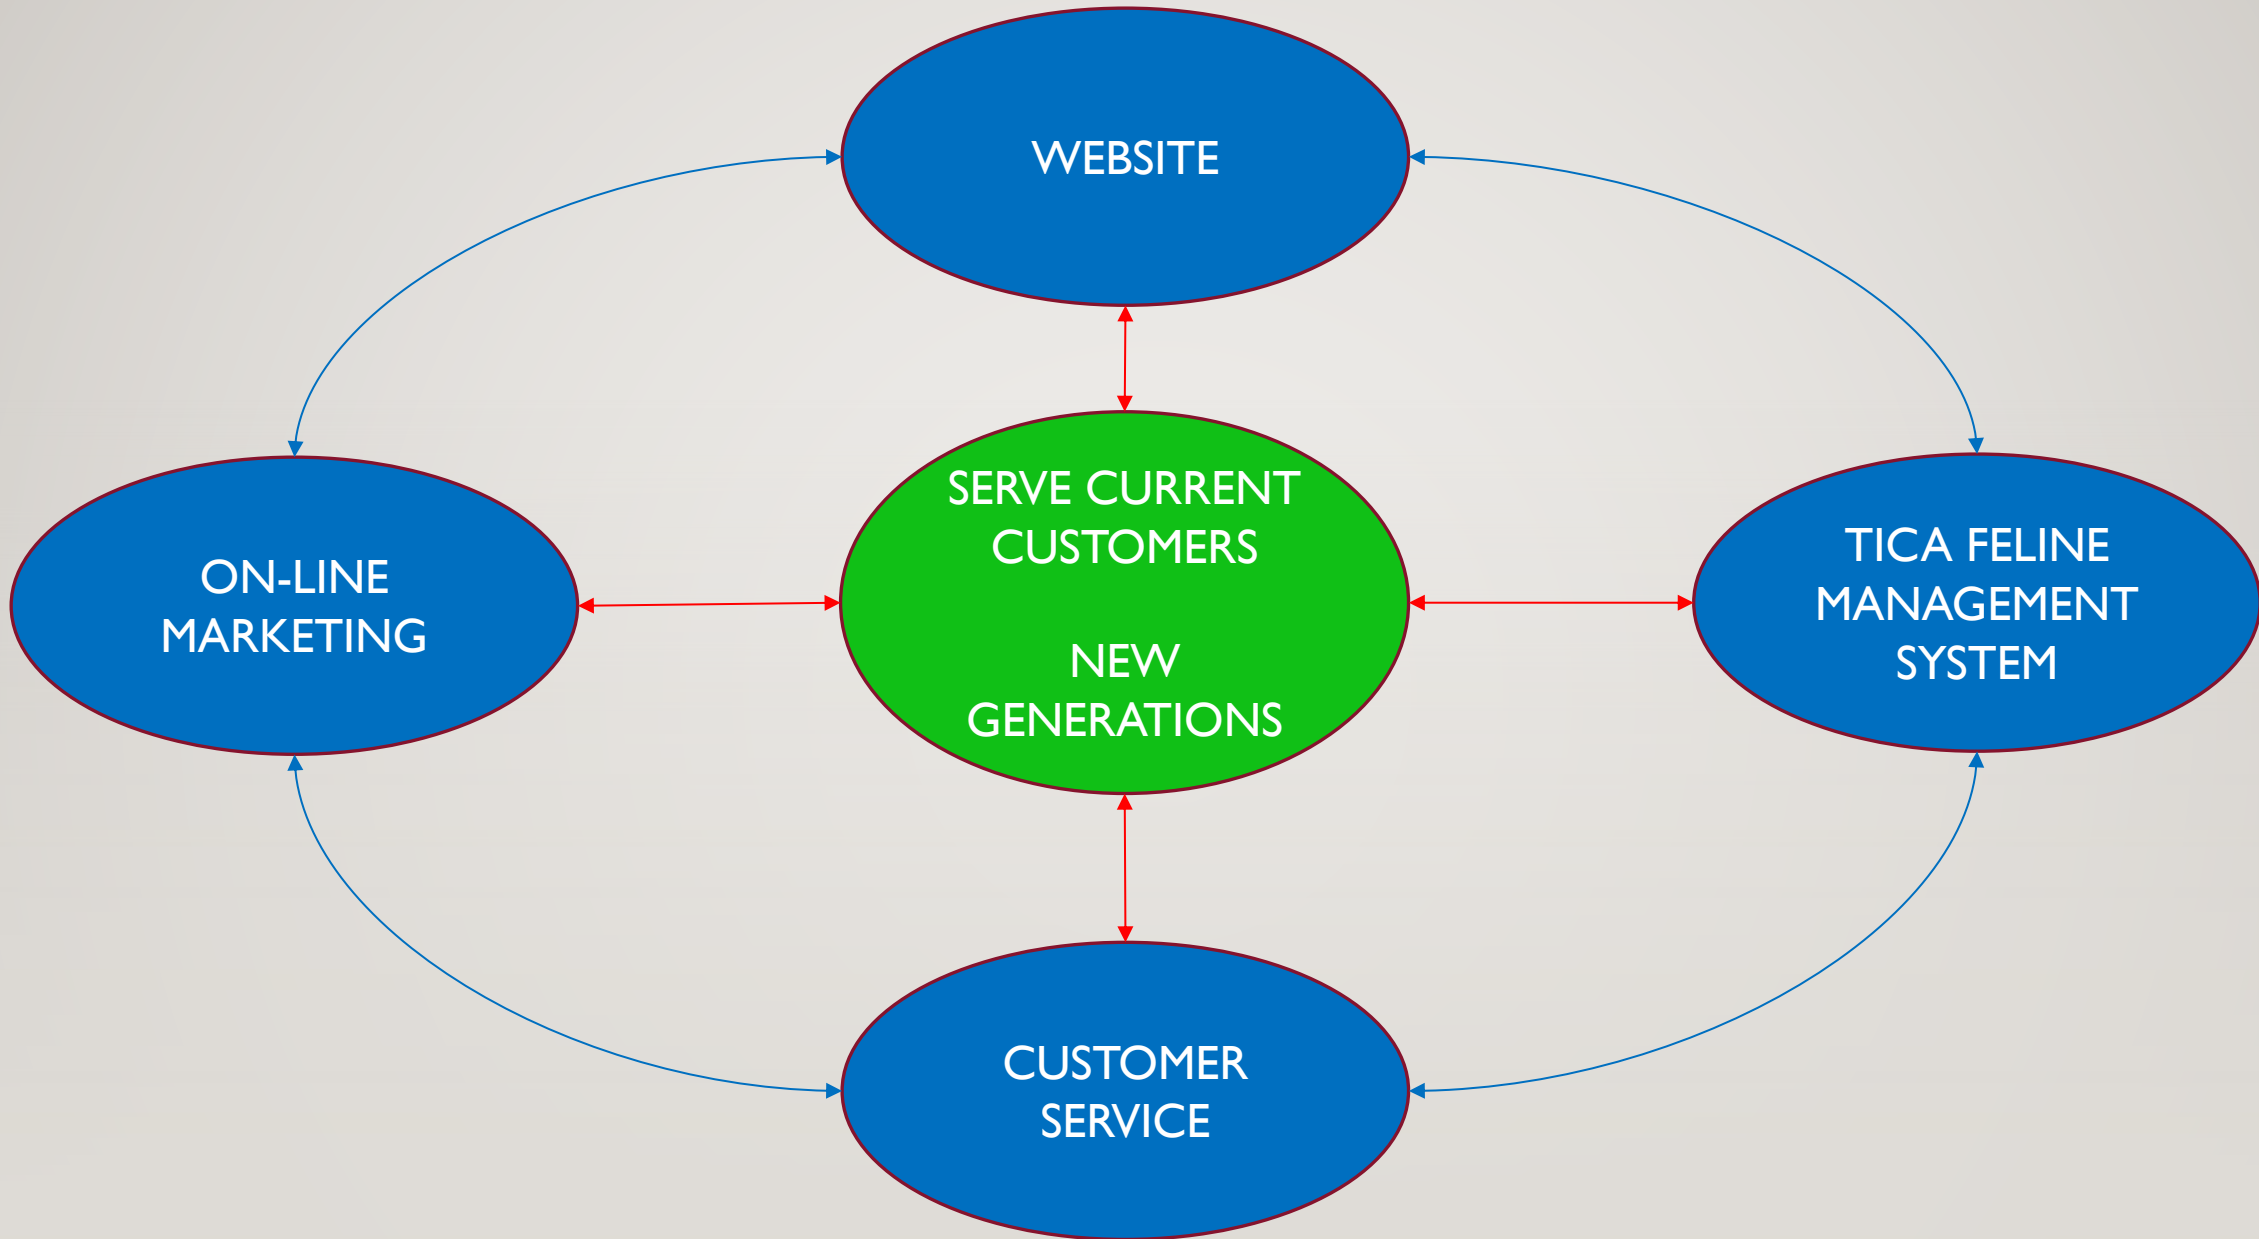 WEBSITE
ON-LINE
MARKETING
SERVE CURRENT
CUSTOMERS
NEW
GENERATIONS
TICA FELINE
MANAGEMENT
SYSTEM
CUSTOMER
SERVICE